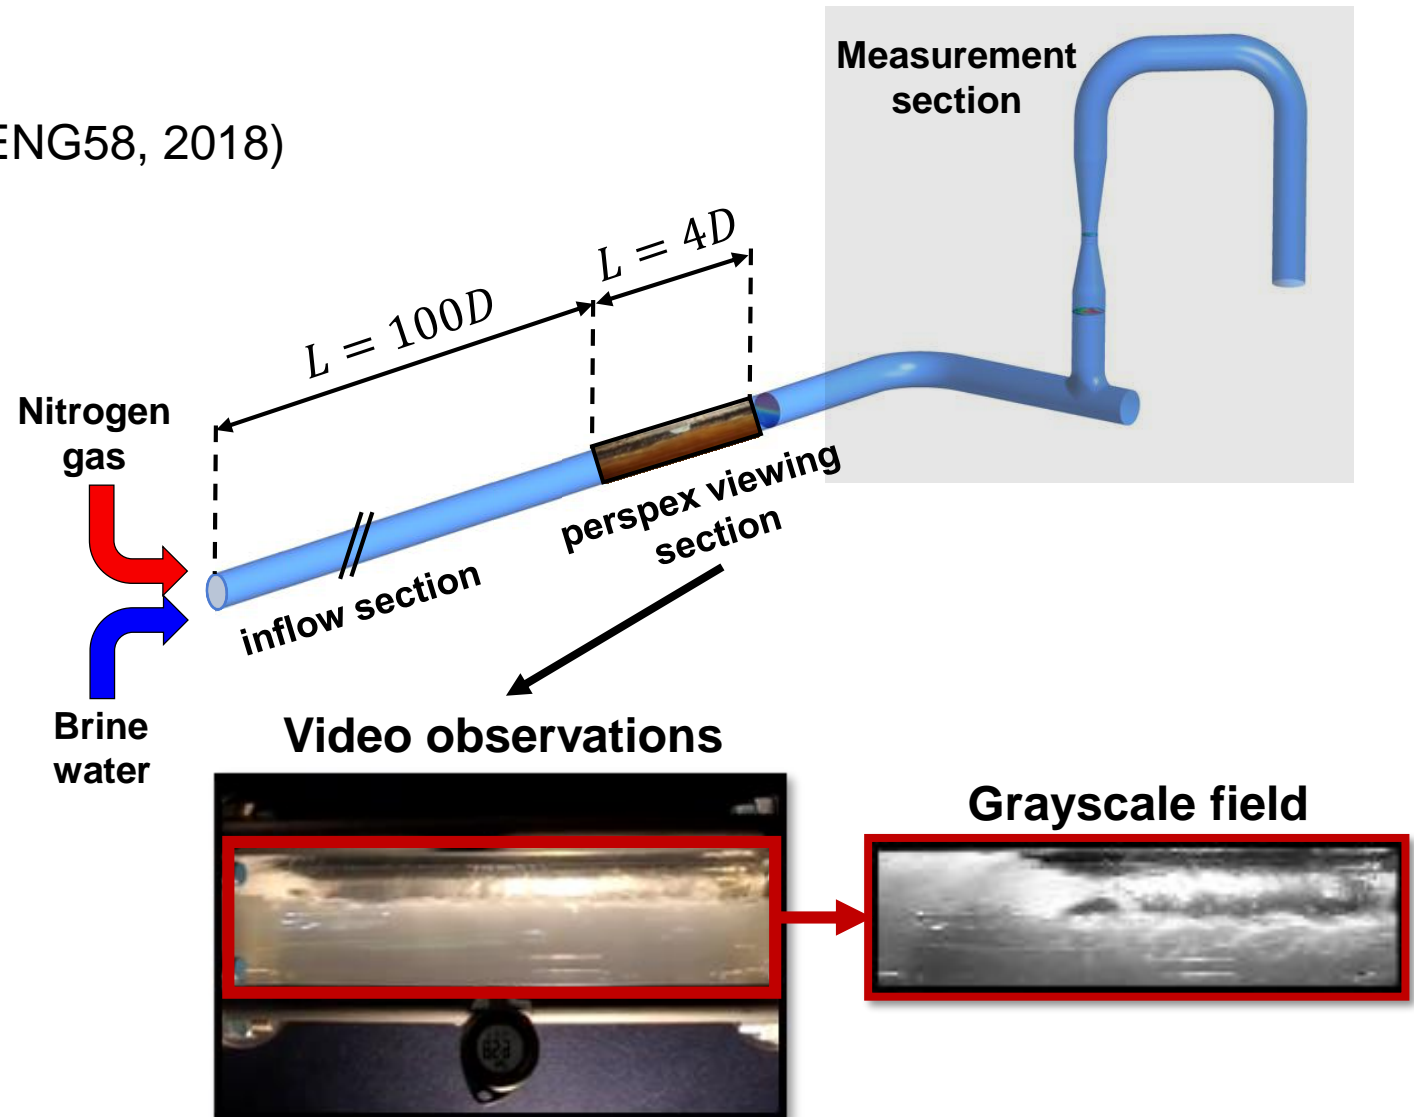 ENG58, 2018)
Measurement
section
L = 4D
L = 100D
Nitrogen
gas
perspex viewing
section
inflow section
Brine
water
Video observations
Grayscale field